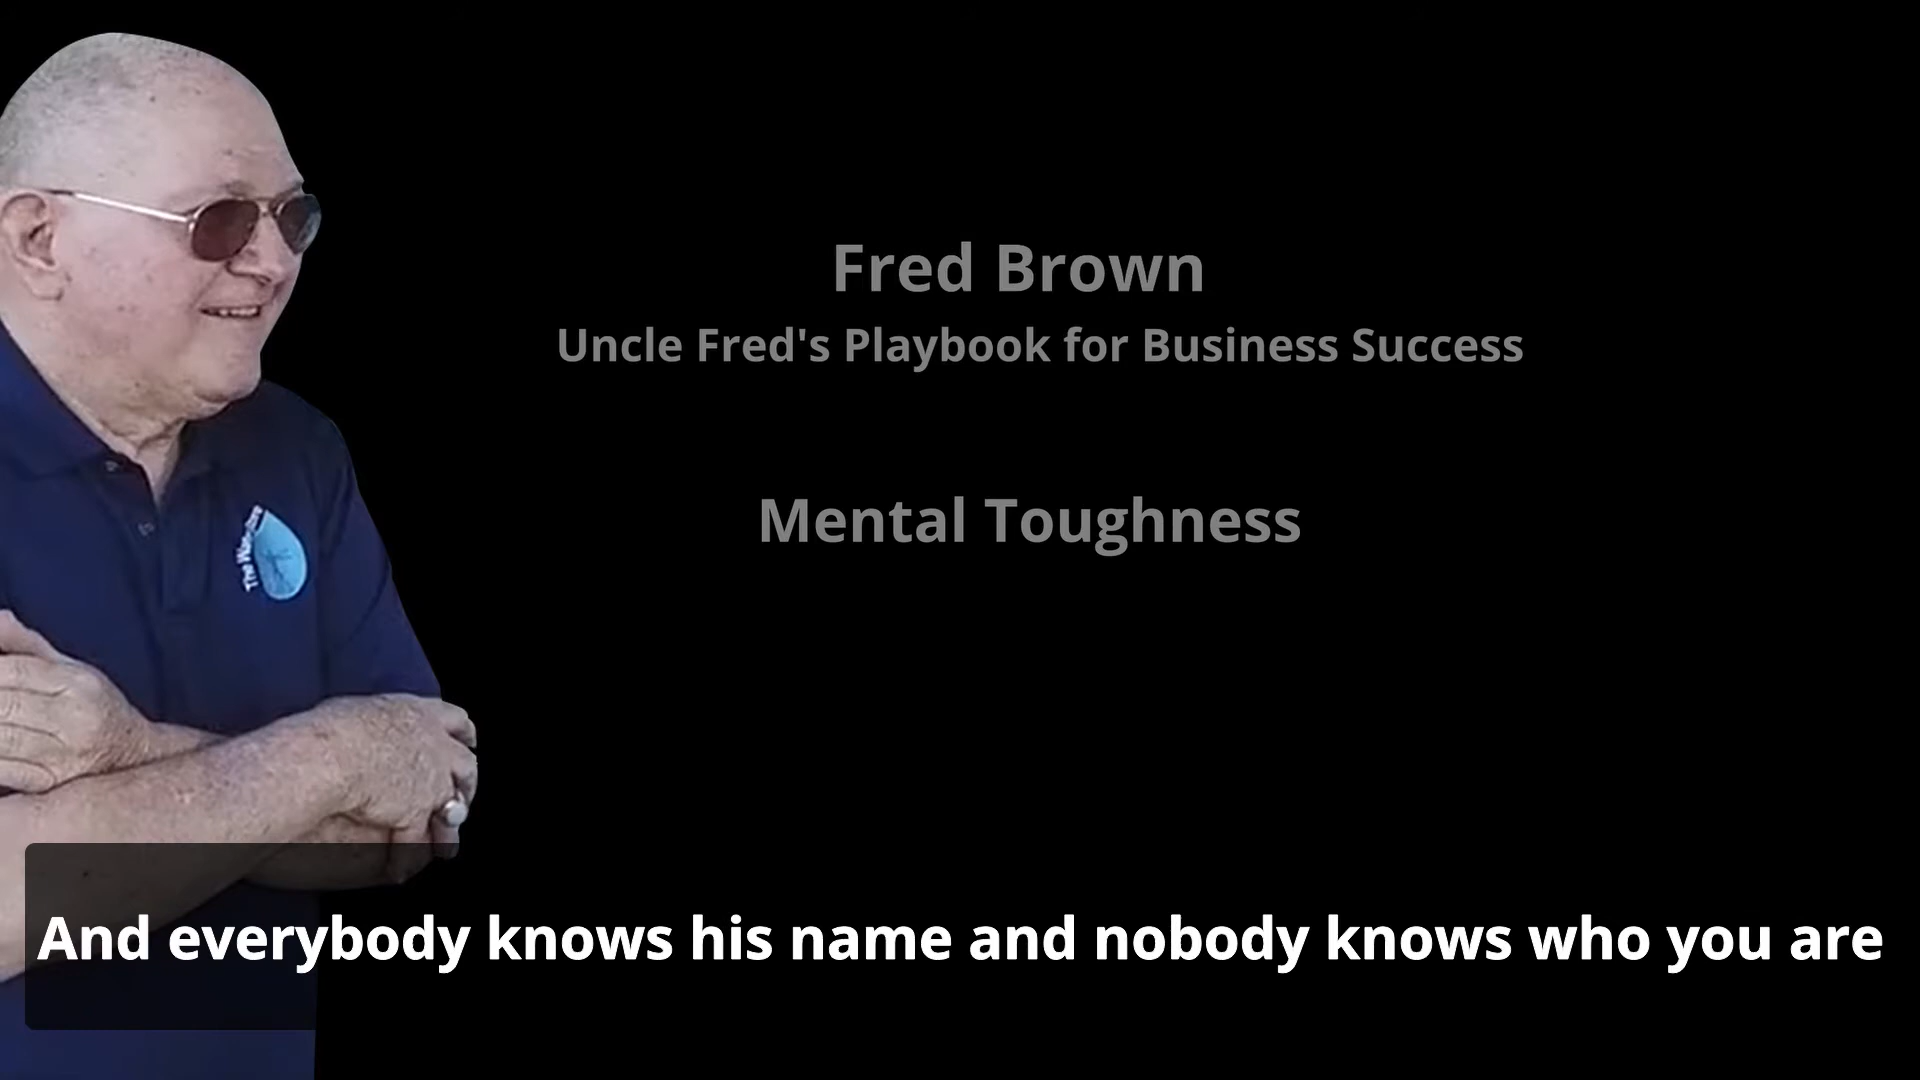 Fred Brown
Uncle Fred's Playbook for Business Success
Mental Toughness
And everybody knows his name and nobody knows who you are